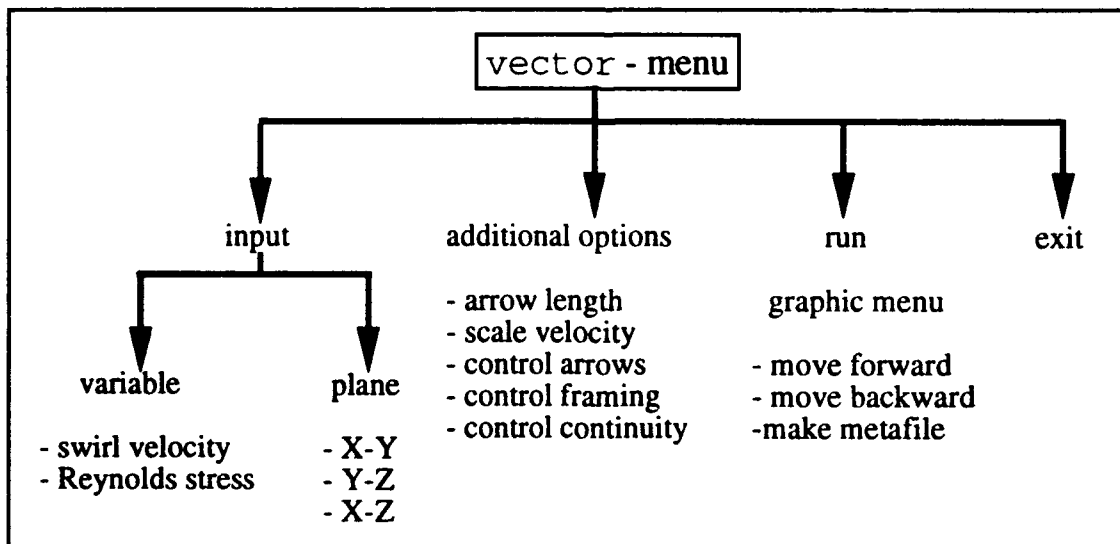 vector - menu
input
additional options
run
exit
variable
plane
- swirl velocity
- Reynolds stress
- X-Y
- Y-Z
- X-Z
- arrow length
- scale velocity
- control arrows
- control framing
- control continuity
graphic menu
- move forward
- move backward
-make metafile